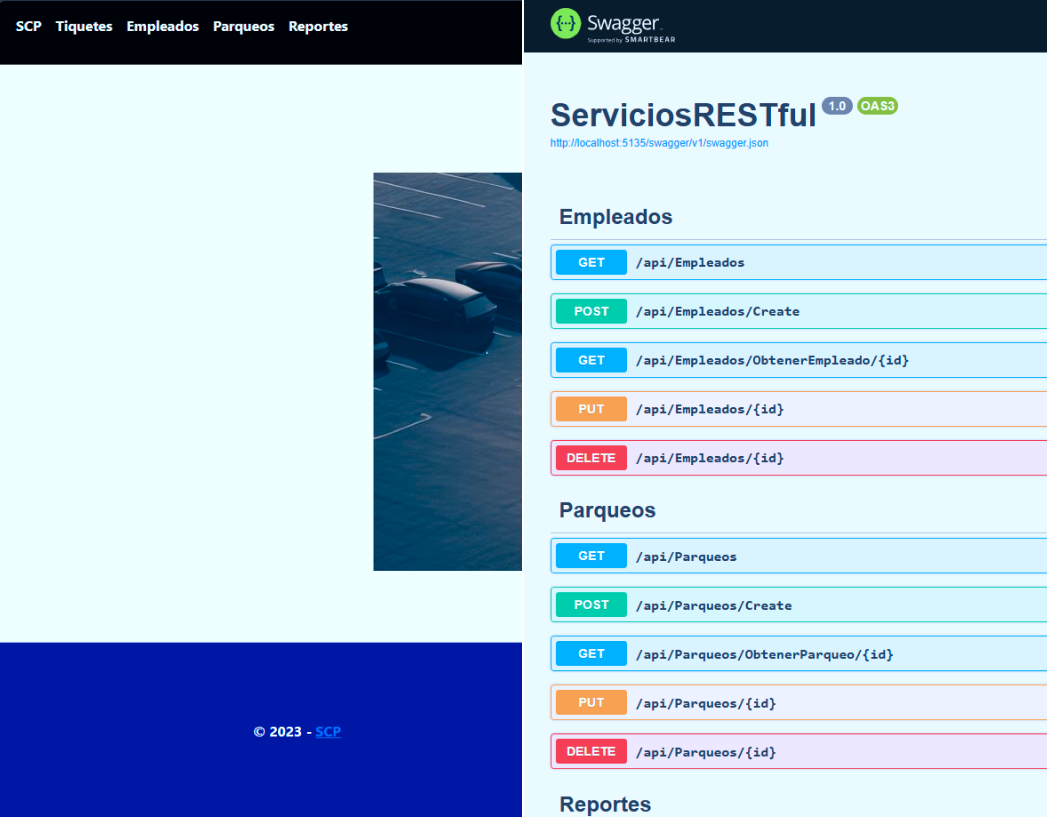 SCP Tiquetes Empleados Parqueos Reportes
© 2023 - SCP
Swagger.
Supported by SMARTBEAR
ServiciosRESTful 1.0 OAS3
http://localhost:5135/swagger/v1/swagger.json
Empleados
GET /api/Empleados
POST /api/Empleados/Create
GET /api/Empleados/ObtenerEmpleado/{id}
PUT /api/Empleados/{id}
DELETE /api/Empleados/{id}
Parqueos
GET /api/Parqueos
POST /api/Parqueos/Create
GET /api/Parqueos/ObtenerParqueo/{id}
PUT /api/Parqueos/{id}
DELETE /api/Parqueos/{id}
Reportes